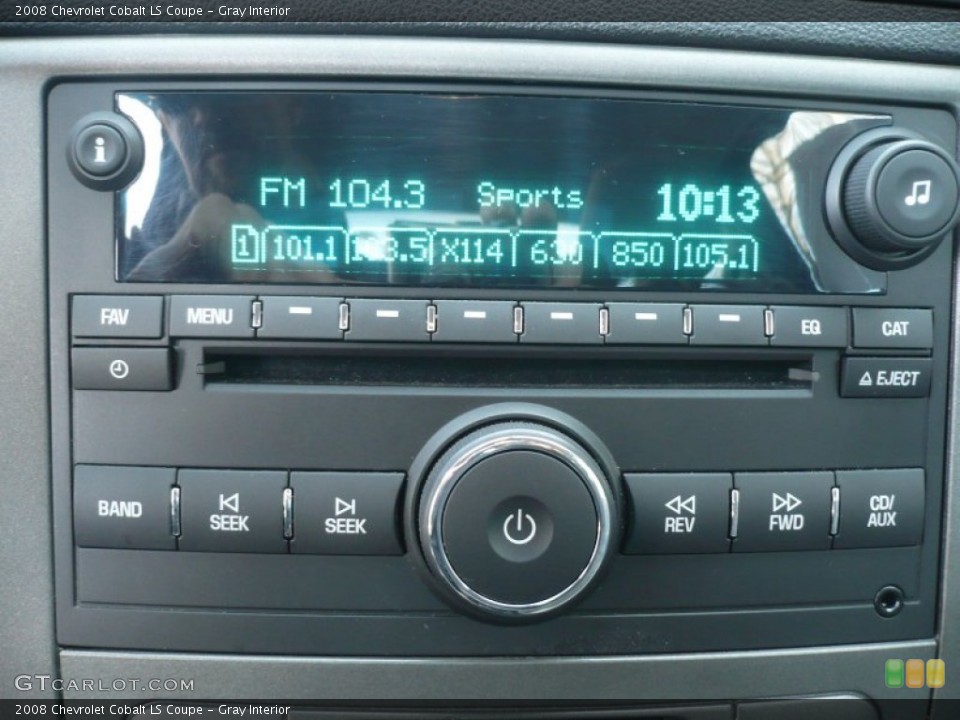 2008 Chevrolet Cobalt LS Coupe - Gray Interior
i
FM 104.3 Sports 10:13
1 101.1 X114 630 850 105.1
FAV MENU EQ CAT
EJECT
BAND SEEK SEEK REV FWD CD/
AUX
GTCARLOT.COM
2008 Chevrolet Cobalt LS Coupe - Gray Interior